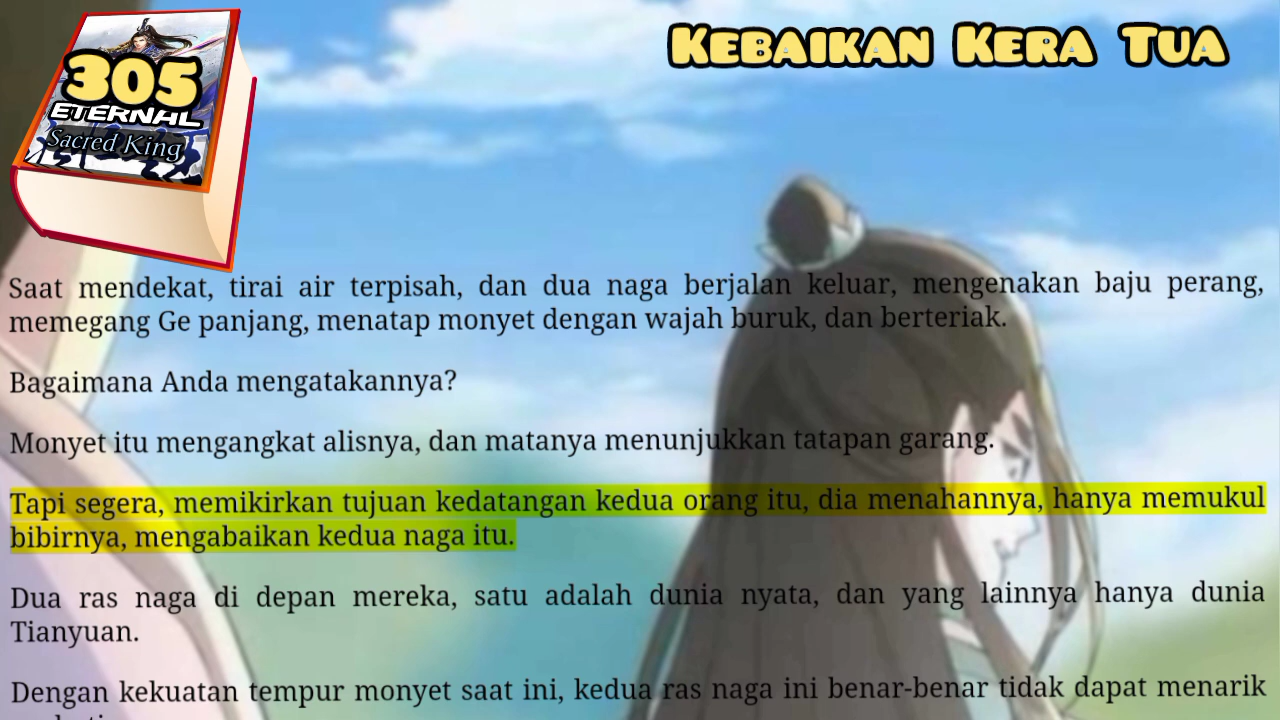 305
ETERNAL
Sacred King
Kebaikan Kera Tua
Saat mendekat, tirai air terpisah, dan dua naga berjalan keluar, mengenakan baju perang,
memegang Ge panjang, menatap monyet dengan wajah buruk, dan berteriak.
Bagaimana Anda mengatakannya?
Monyet itu mengangkat alisnya, dan matanya menunjukkan tatapan garang.
Tapi segera, memikirkan tujuan kedatangan kedua orang itu, dia menahannya, hanya memukul
bibirnya, mengabaikan kedua naga itu.
Dua ras naga di depan mereka, satu adalah dunia nyata, dan yang lainnya hanya dunia
Tianyuan.
Dengan kekuatan tempur monyet saat ini, kedua ras naga ini benar-benar tidak dapat menarik